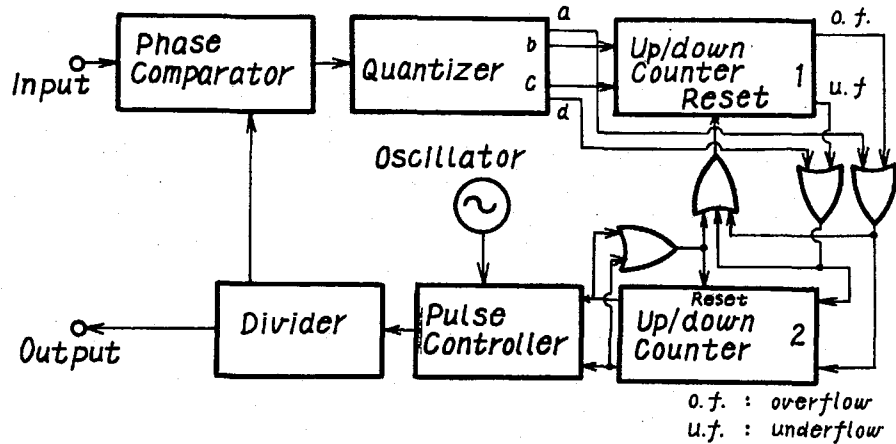 Input
Phase
Comparator
Quantizer
a
b
c
d
Up/down
Counter 1
Reset
o.f.
u.f
Oscillator
Reset
Up/down
Counter 2
Pulse
Controller
Divider
Output
o.f. : overflow
u.f. : underflow